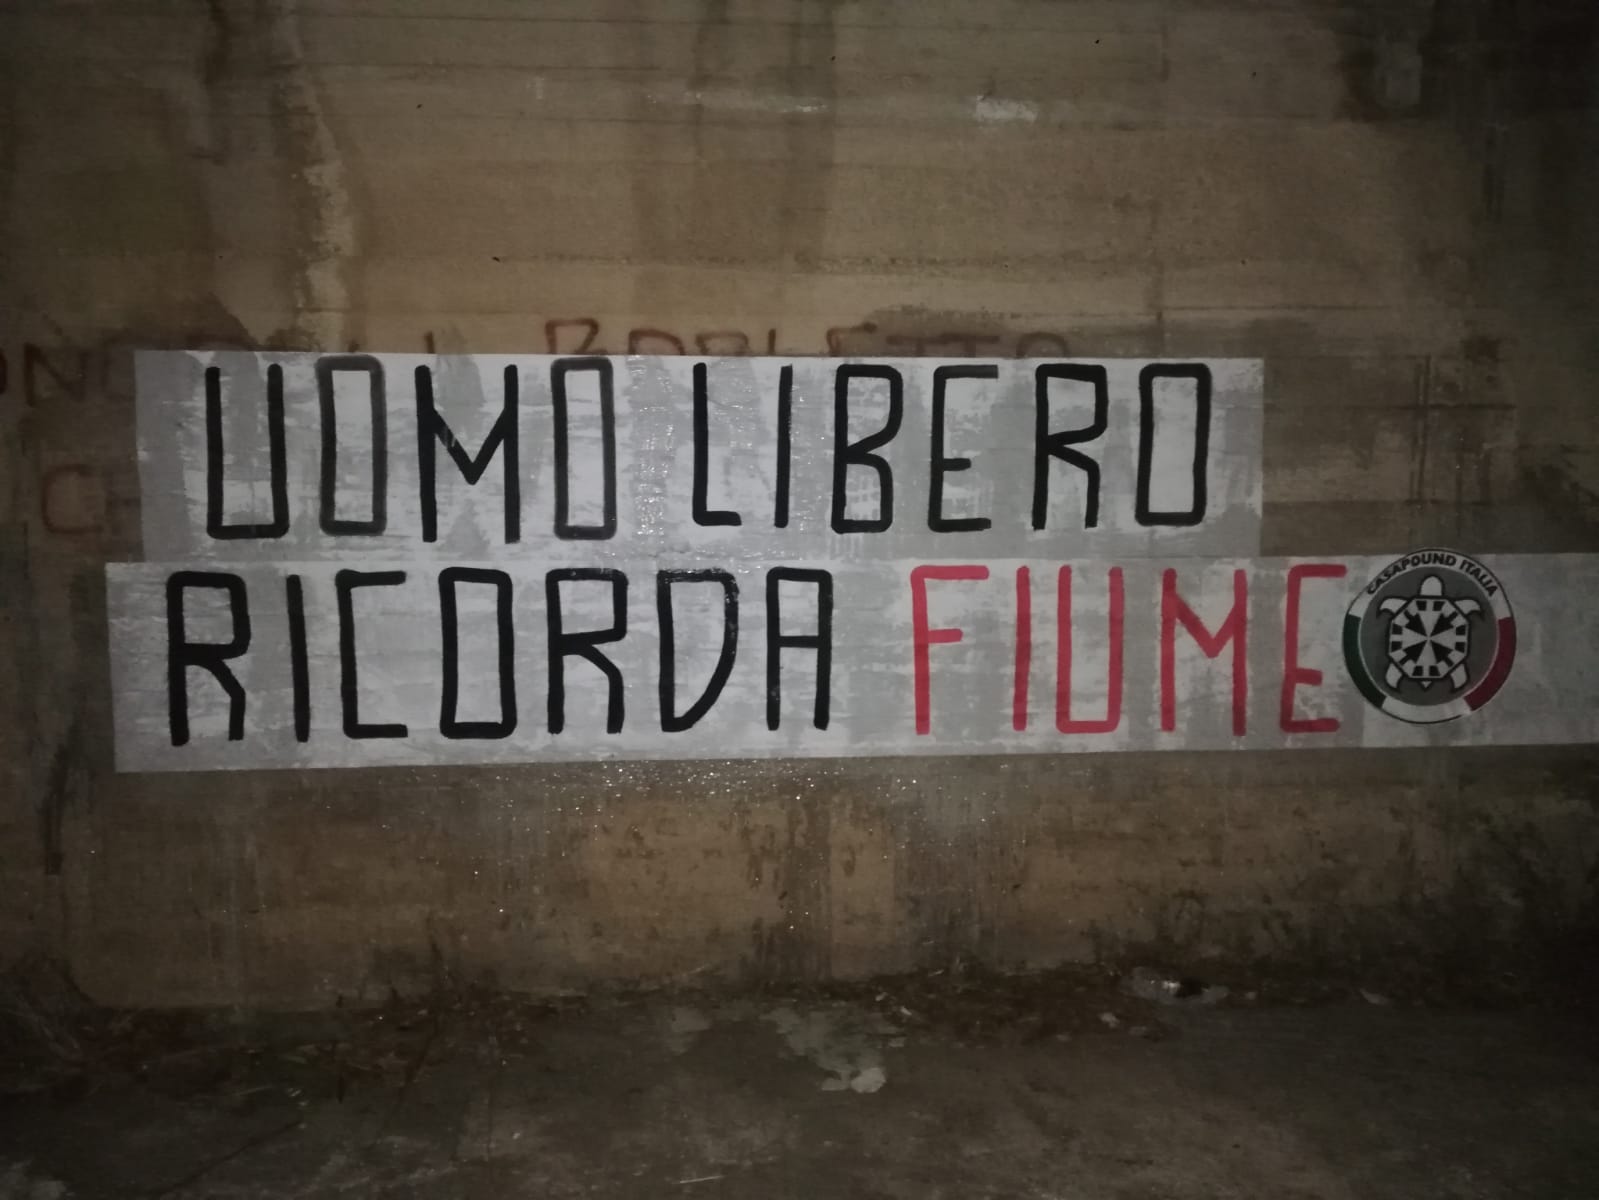 UOMO LIBERO
RICORDA FIUME
CASAPOUND ITALIA